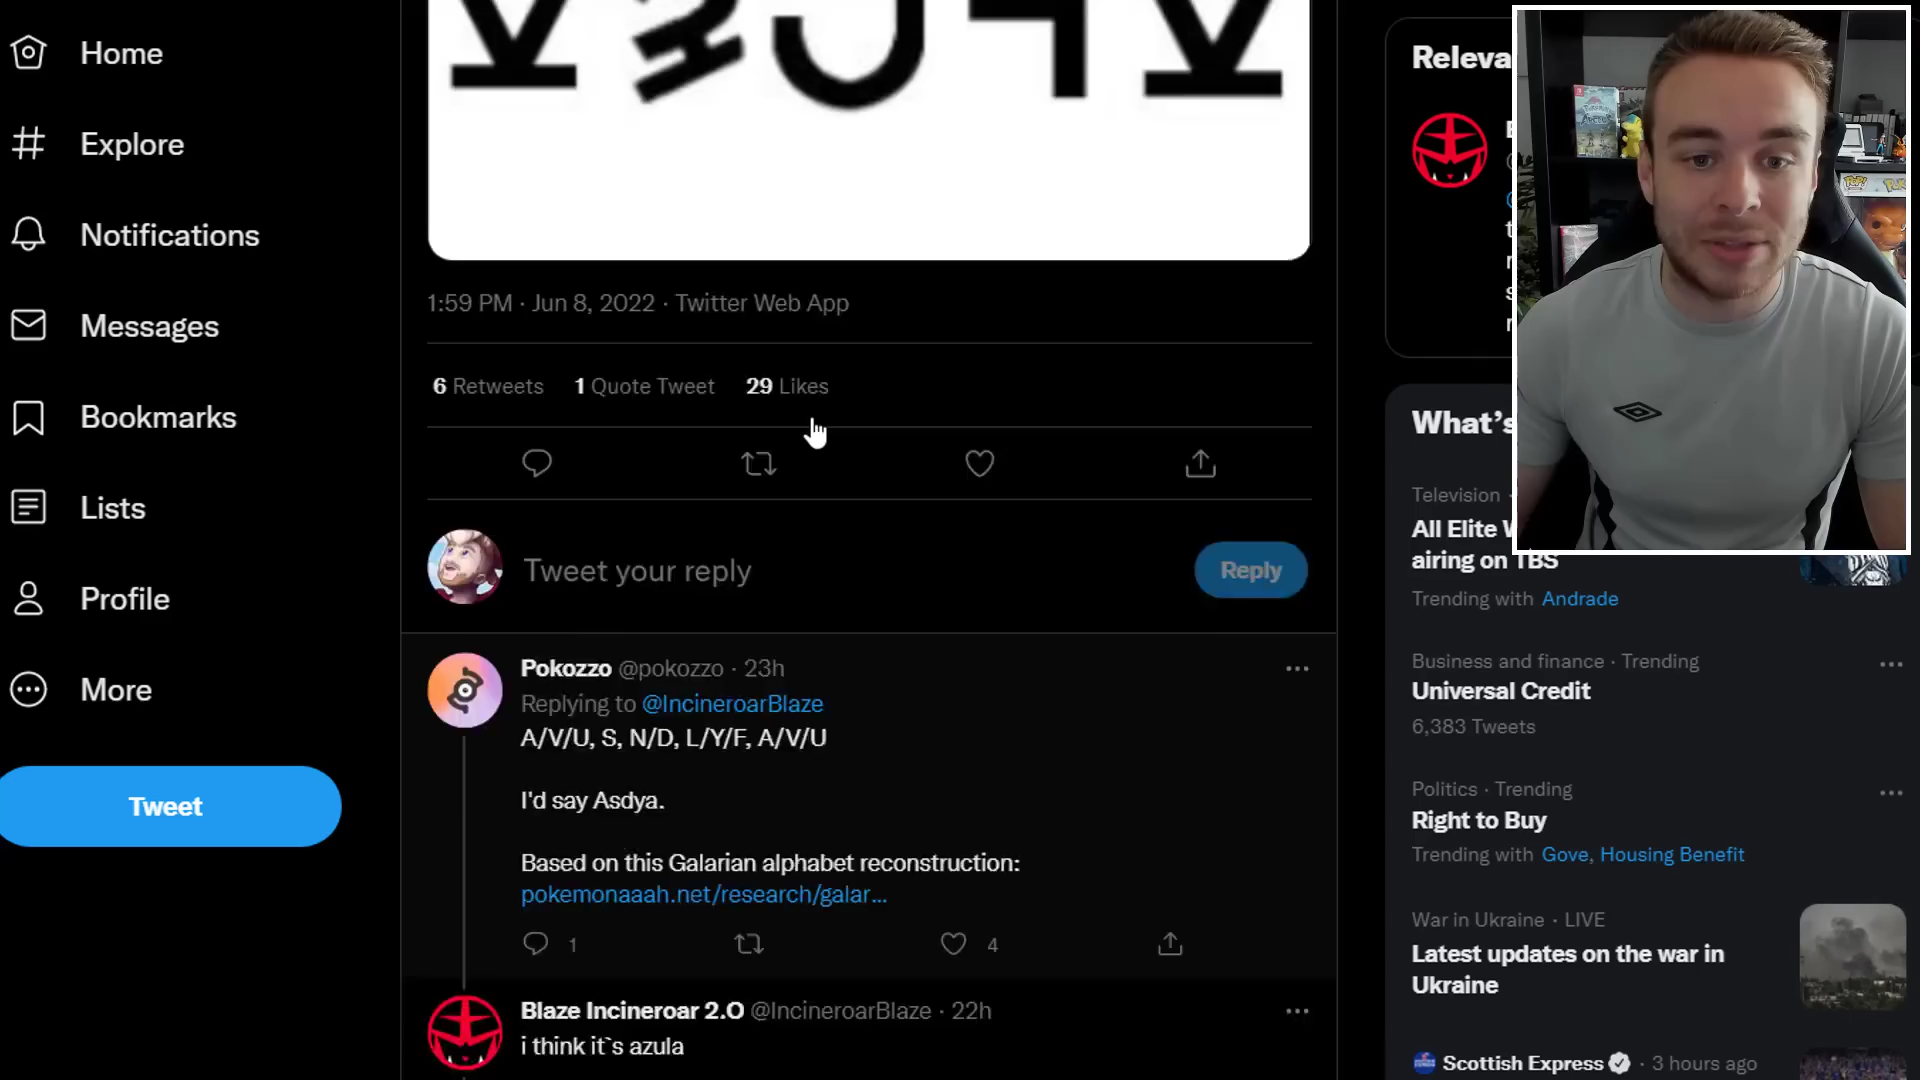 Home
Explore
Notifications
Messages
Bookmarks
Lists
Profile
More
Tweet
1:59 PM · Jun 8, 2022 · Twitter Web App
6 Retweets 1 Quote Tweet 29 Likes
Tweet your reply
Reply
Pokozzo @pokozzo · 23h
Replying to @IncineroarBlaze
A/V/U, S, N/D, L/Y/F, A/V/U
I'd say Asdya.
Based on this Galarian alphabet reconstruction:
pokemonaaah.net/research/galar...
1
4
Blaze Incineroar 2.O @IncineroarBlaze · 22h
i think it`s azula
Releva
What's
Television ·
All Elite W
airing on TBS
Trending with Andrade
Business and finance · Trending
Universal Credit
6,383 Tweets
Politics · Trending
Right to Buy
Trending with Gove, Housing Benefit
War in Ukraine · LIVE
Latest updates on the war in
Ukraine
Scottish Express · 3 hours ago